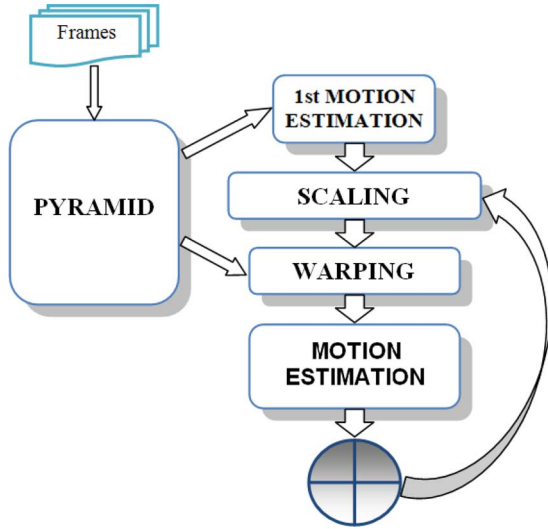 Frames
1st MOTION
ESTIMATION
PYRAMID
SCALING
WARPING
MOTION
ESTIMATION